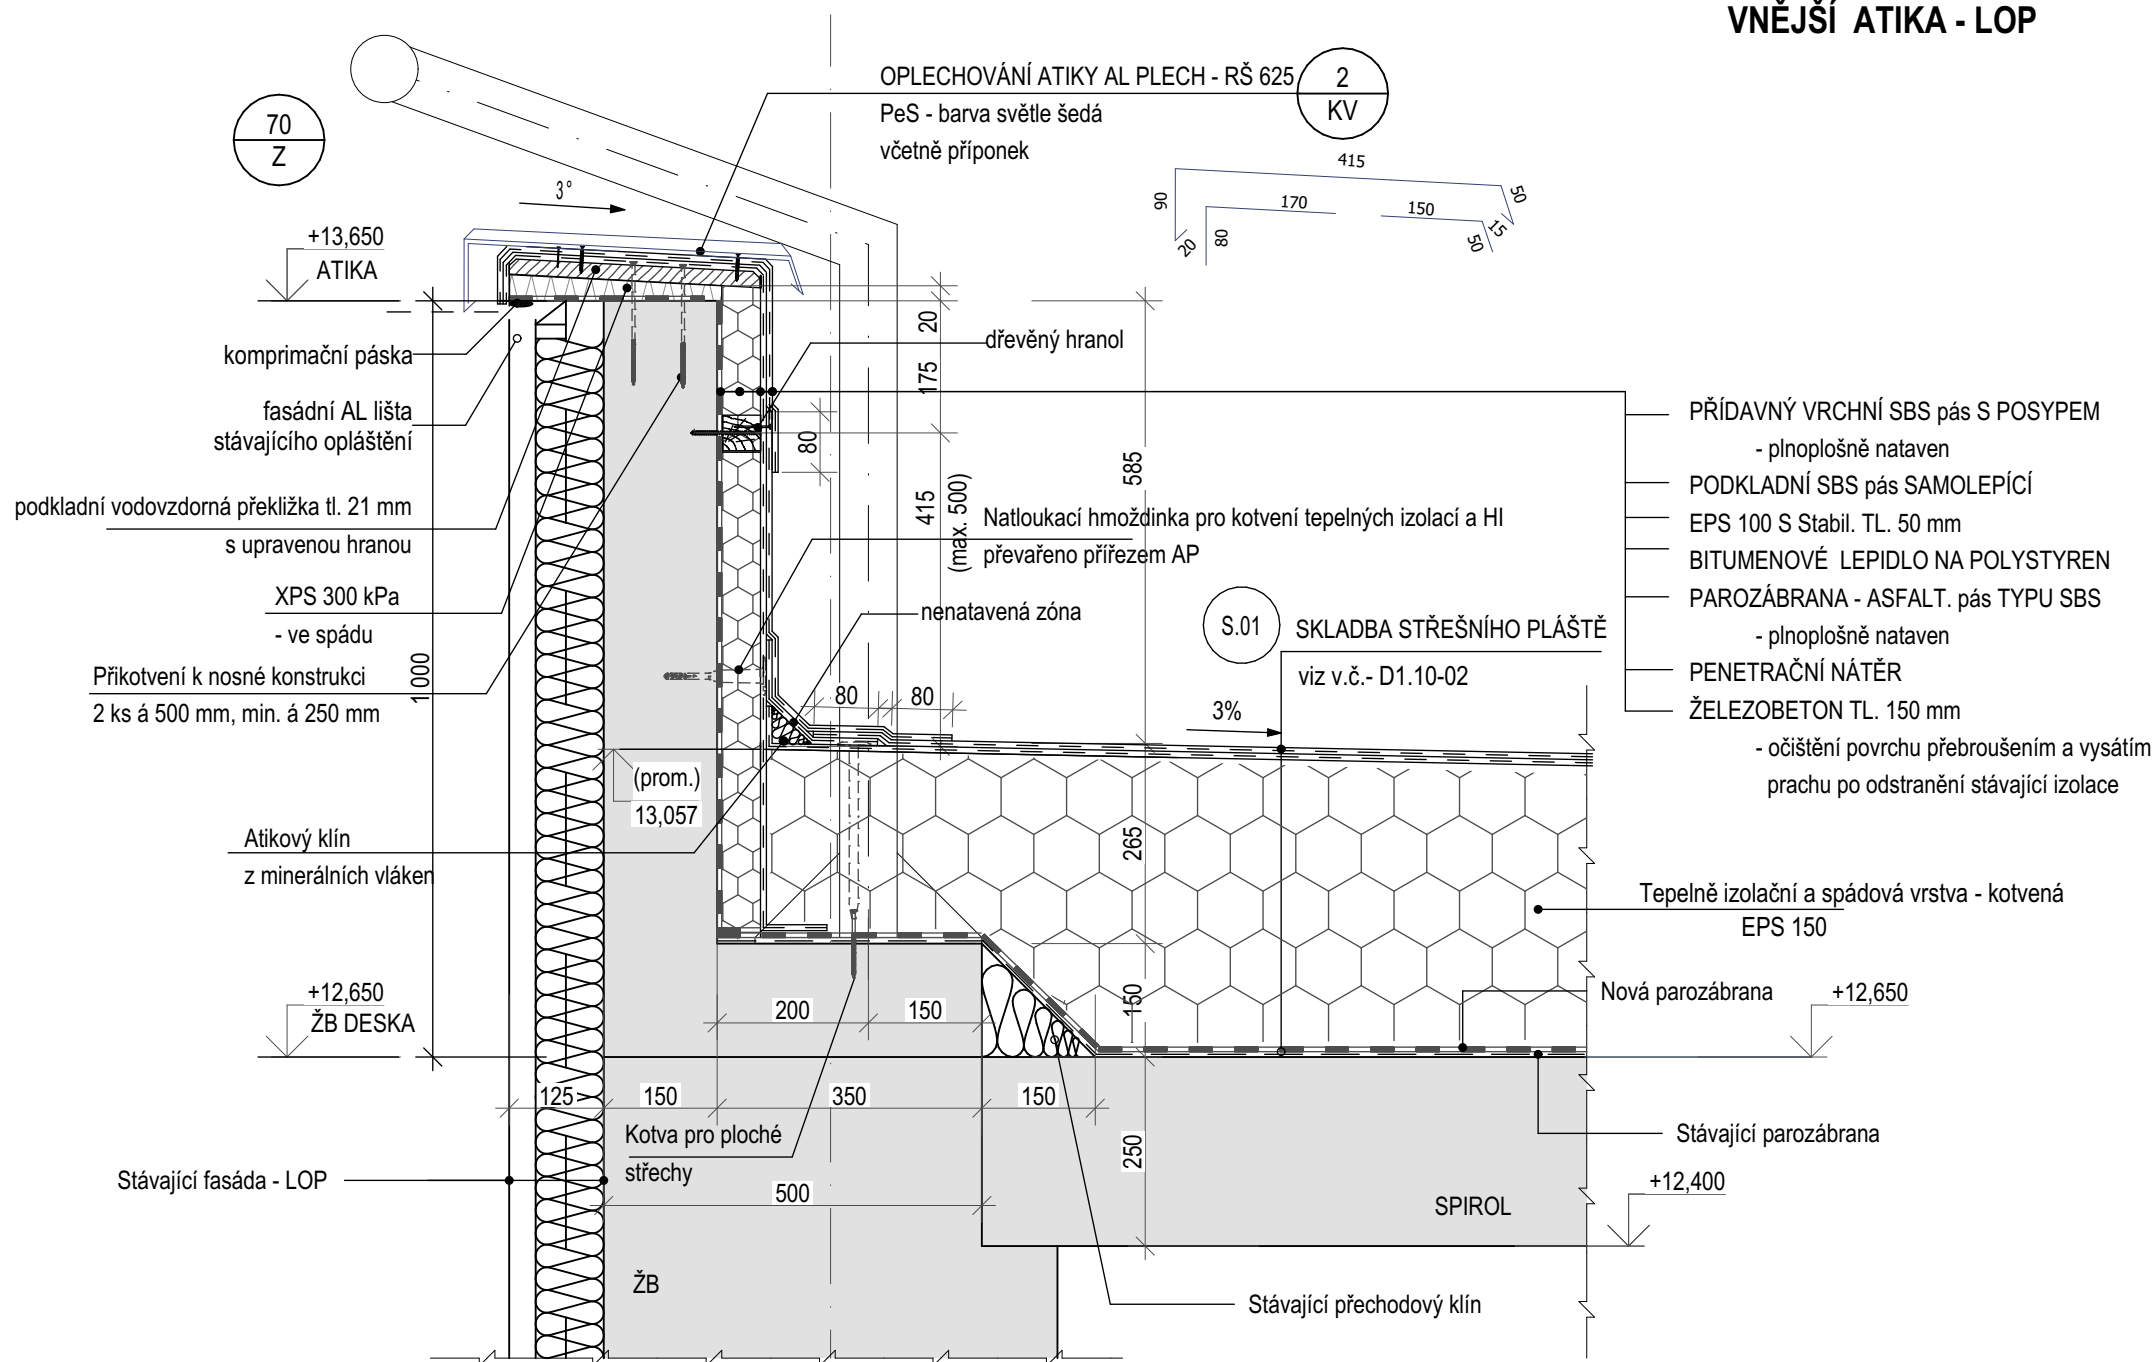 VNĚJŠÍ ATIKA - LOP
OPLECHOVÁNÍ ATIKY AL PLECH - RŠ 625
PeS - barva světle šedá
včetně příponek
2
KV
70
Z
3°
415
90
20
80
170
150
50
15
50
+13,650
ATIKA
komprimační páska
fasádní AL lišta
stávajícího opláštění
podkladní vodovzdorná překližka tl. 21 mm
s upravenou hranou
XPS 300 kPa
- ve spádu
Přikotvení k nosné konstrukci
2 ks á 500 mm, min. á 250 mm
1 000
Atikový klín
z minerálních vláken
+12,650
ŽB DESKA
Stávající fasáda - LOP
20
175
80
415
(max. 500)
585
dřevěný hranol
Natloukací hmoždinka pro kotvení tepelných izolací a HI
převařeno přířezem AP
nenatavená zóna
80
80
S.01
SKLADBA STŘEŠNÍHO PLÁŠTĚ
viz v.č.- D1.10-02
3%
(prom.)
13,057
265
150
250
200
150
125
150
350
150
500
Kotva pro ploché
střechy
ŽB
SPIROL
PŘÍDAVNÝ VRCHNÍ SBS pás S POSYPEM
- plnoplošně nataven
PODKLADNÍ SBS pás SAMOLEPÍCÍ
EPS 100 S Stabil. TL. 50 mm
BITUMENOVÉ LEPIDLO NA POLYSTYREN
PAROZÁBRANA - ASFALT. pás TYPU SBS
- plnoplošně nataven
PENETRAČNÍ NÁTĚR
ŽELEZOBETON TL. 150 mm
- očištění povrchu přebroušením a vysátím
prachu po odstranění stávající izolace
Tepelně izolační a spádová vrstva - kotvená
EPS 150
Nová parozábrana
+12,650
Stávající parozábrana
+12,400
Stávající přechodový klín